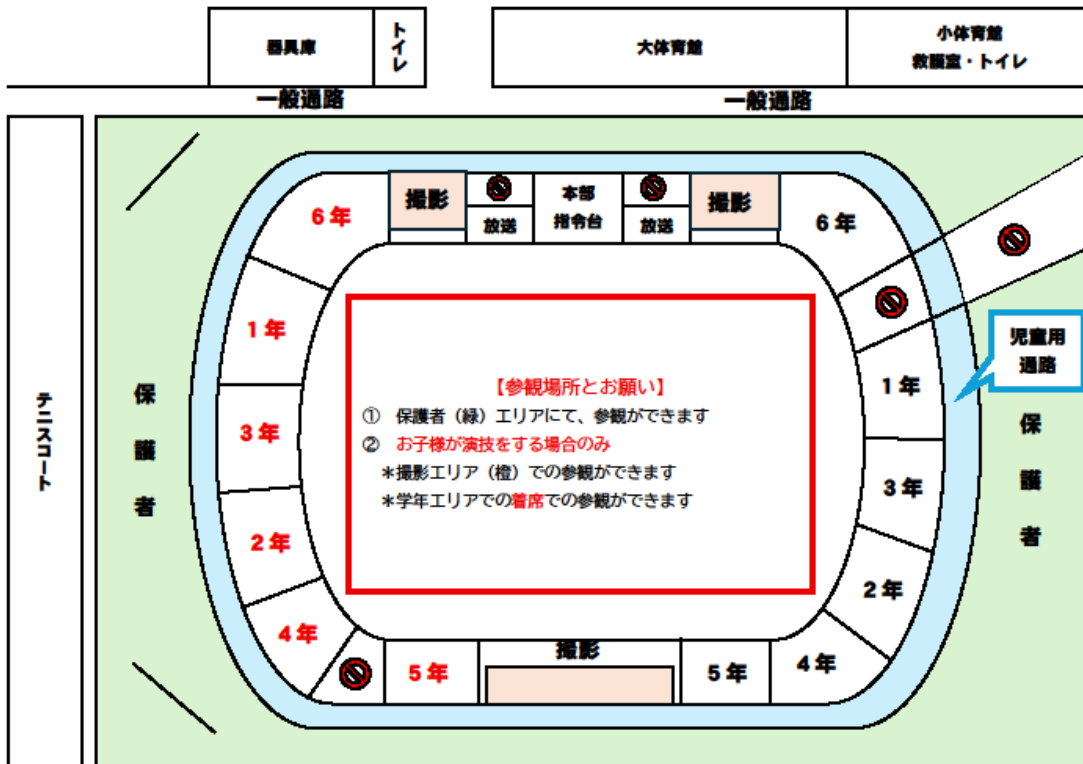 器具庫
トイレ
大体育館
小体育館
救護室・トイレ
一般通路
一般通路
撮影
本部
指令台
撮影
放送
放送
6年
6年
1年
児童用
通路
1年
テニスコート
保護者
【参観場所とお願い】
① 保護者（緑）エリアにて、参観ができます
② お子様が演技をする場合のみ
＊撮影エリア（橙）での参観ができます
＊学年エリアでの着席での参観ができます
保護者
3年
3年
2年
2年
4年
4年
5年
撮影
5年